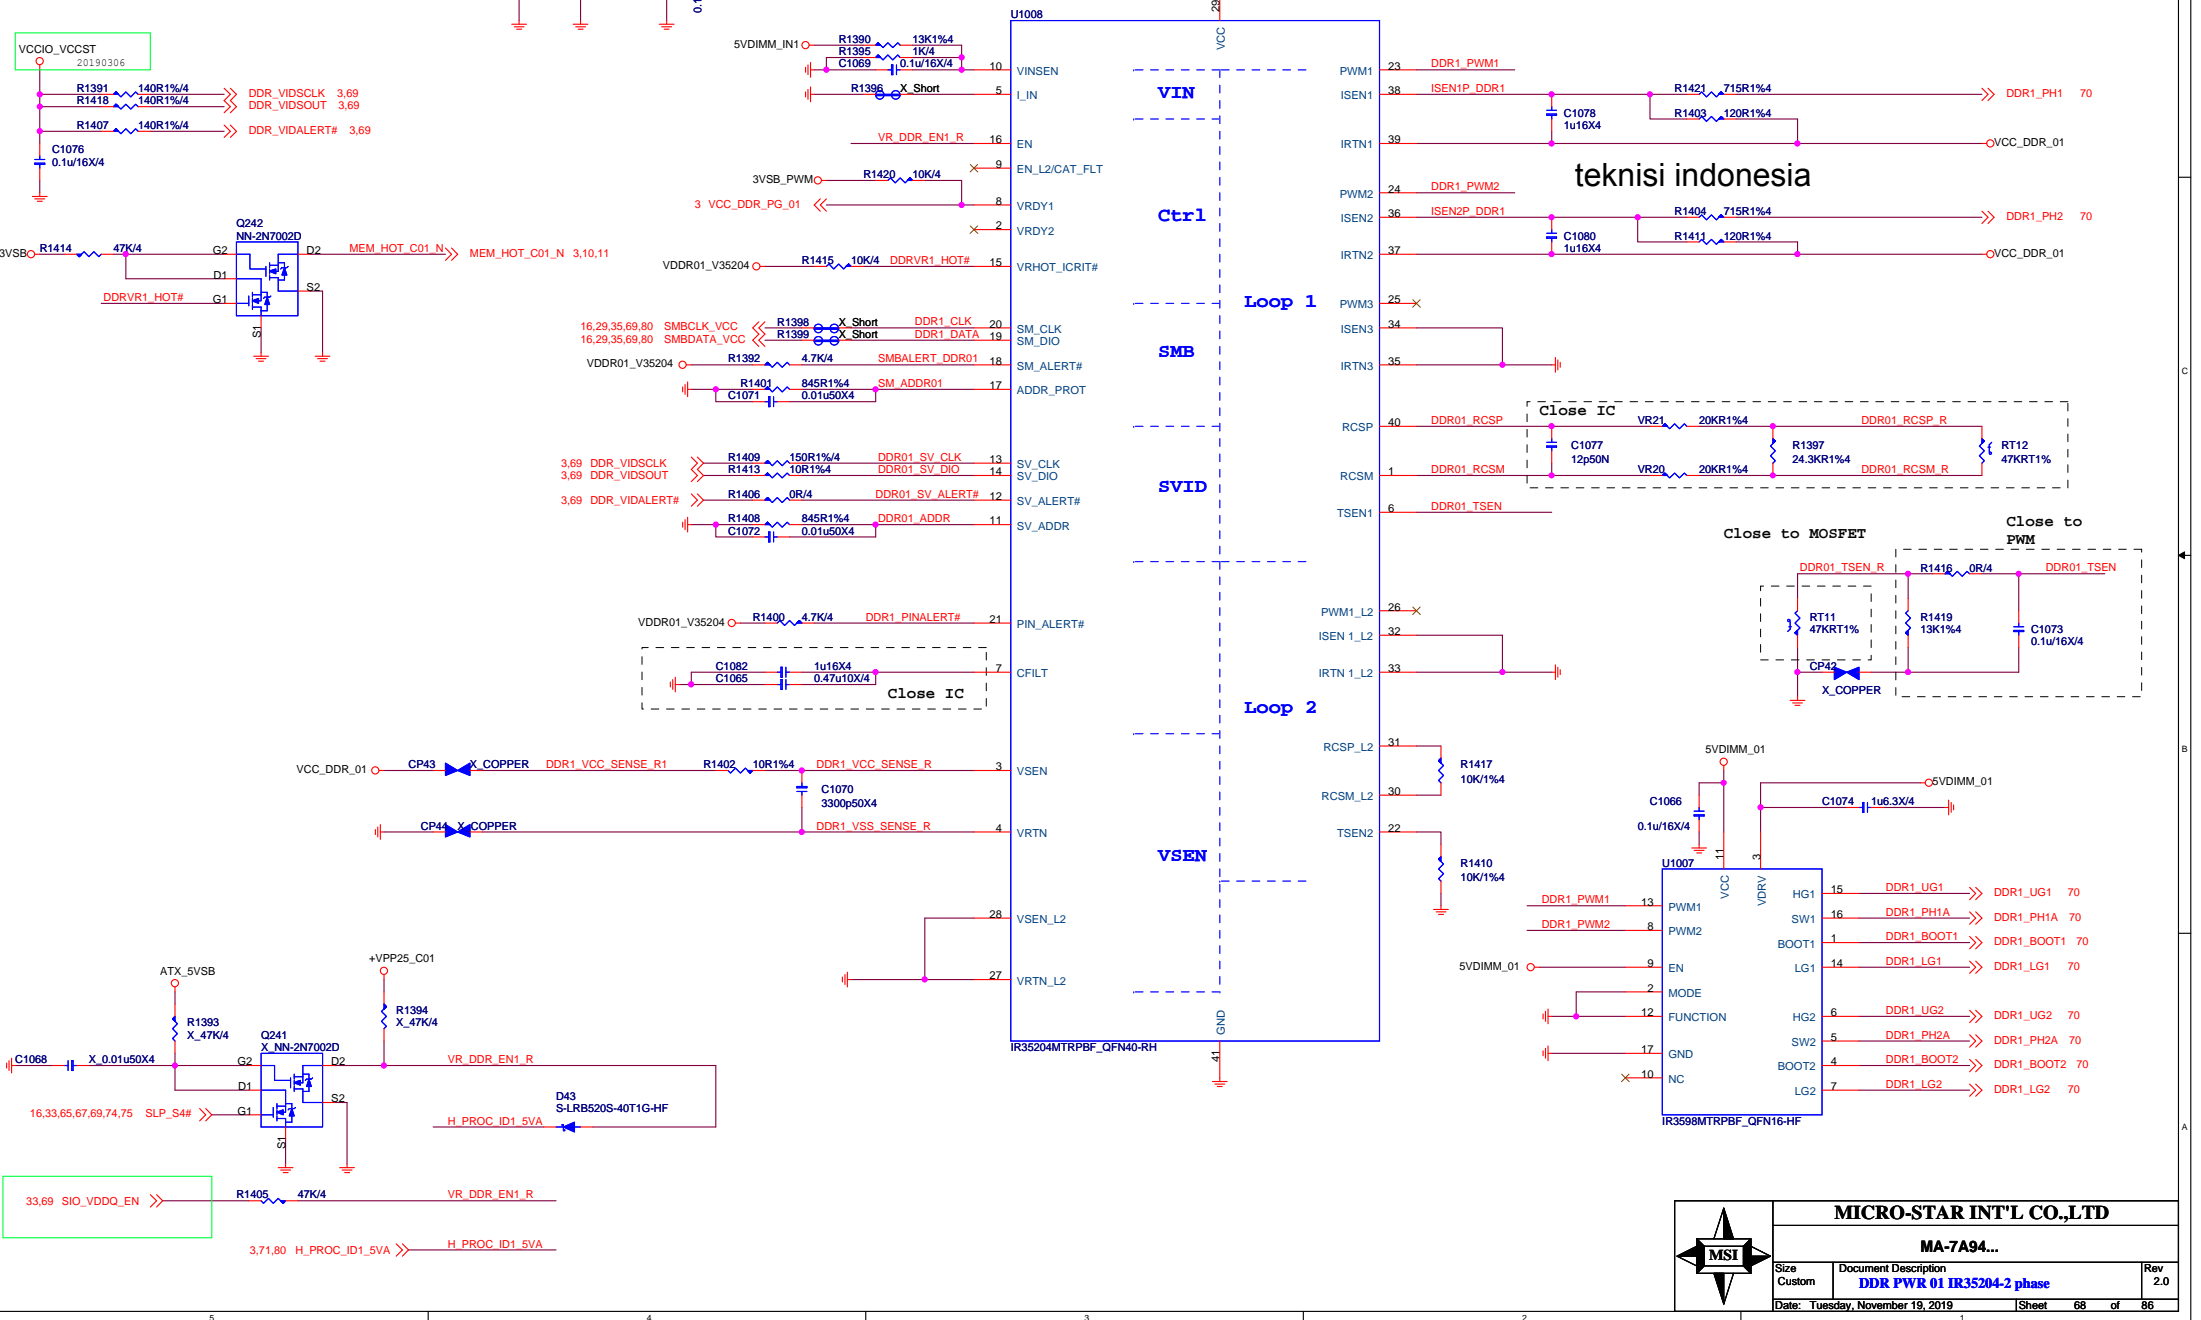 0.1
29
U1008
VCC
VCCIO_VCCST
20190306
R1391 140R1%/4 DDR_VIDSCLK 3,69
R1418 140R1%/4 DDR_VIDSOUT 3,69
R1407 140R1%/4 DDR_VIDALERT# 3,69
C1076
0.1u/16X/4
Q242
NN-2N7002D
3VSB R1414 47K/4 G2 D2 MEM_HOT_C01_N MEM_HOT_C01_N 3,10,11
D1
S2
DDRVR1_HOT# G1
S1
5VDIMM_IN1 R1390 13K1%4
R1395 1K/4
C1069 0.1u/16X/4 10 VINSEN
R1396 X_Short 5 I_IN
VR_DDR_EN1_R 16 EN
9 EN_L2/CAT_FLT
3VSB_PWM R1420 10K/4
3 VCC_DDR_PG_01 8 VRDY1
2 VRDY2
VDDR01_V35204 R1415 10K/4 DDRVR1_HOT# 15 VRHOT_ICRIT#
16,29,35,69,80 SMBCLK_VCC R1398 X_Short DDR1_CLK 20 SM_CLK
16,29,35,69,80 SMBDATA_VCC R1399 X_Short DDR1_DATA 19 SM_DIO
VDDR01_V35204 R1392 4.7K/4 SMBALERT_DDR01 18 SM_ALERT#
R1401 845R1%4 SM_ADDR01 17 ADDR_PROT
C1071 0.01u50X4
3,69 DDR_VIDSCLK R1409 150R1%/4 DDR01_SV_CLK 13 SV_CLK
3,69 DDR_VIDSOUT R1413 10R1%4 DDR01_SV_DIO 14 SV_DIO
3,69 DDR_VIDALERT# R1406 0R/4 DDR01_SV_ALERT# 12 SV_ALERT#
R1408 845R1%4 DDR01_ADDR 11 SV_ADDR
C1072 0.01u50X4
VDDR01_V35204 R1400 4.7K/4 DDR1_PINALERT# 21 PIN_ALERT#
C1082 1u16X4 7 CFILT
C1065 0.47u10X/4
Close IC
VCC_DDR_01 CP43 X_COPPER DDR1_VCC_SENSE_R1 R1402 10R1%4 DDR1_VCC_SENSE_R 3 VSEN
C1070
3300p50X4
CP44 X_COPPER DDR1_VSS_SENSE_R 4 VRTN
28 VSEN_L2
27 VRTN_L2
VIN
Ctrl
Loop 1
SMB
SVID
Loop 2
VSEN
GND
41
IR35204MTRPBF_QFN40-RH
PWM1 23 DDR1_PWM1
ISEN1 38 ISEN1P_DDR1 R1421 715R1%4 DDR1_PH1 70
C1078
1u16X4
R1403 120R1%4
IRTN1 39 VCC_DDR_01
teknisi indonesia
PWM2 24 DDR1_PWM2
ISEN2 36 ISEN2P_DDR1 R1404 715R1%4 DDR1_PH2 70
C1080
1u16X4
R1411 120R1%4
IRTN2 37 VCC_DDR_01
PWM3 25
ISEN3 34
IRTN3 35
Close IC
RCSP 40 DDR01_RCSP VR21 20KR1%4 DDR01_RCSP_R
C1077
12p50N
R1397
24.3KR1%4
RT12
47KRT1%
RCSM 1 DDR01_RCSM VR20 20KR1%4 DDR01_RCSM_R
TSEN1 6 DDR01_TSEN
Close to MOSFET
Close to
PWM
DDR01_TSEN_R R1416 0R/4 DDR01_TSEN
RT11
47KRT1%
R1419
13K1%4
C1073
0.1u/16X/4
CP42
X_COPPER
PWM1_L2 26
ISEN 1_L2 32
IRTN 1_L2 33
RCSP_L2 31
R1417
10K/1%4
RCSM_L2 30
TSEN2 22
R1410
10K/1%4
5VDIMM_01
5VDIMM_01
C1066
0.1u/16X/4
C1074 1u6.3X/4
11
3
U1007
VCC
VDRV
DDR1_PWM1 13 PWM1
DDR1_PWM2 8 PWM2
5VDIMM_01 9 EN
2 MODE
12 FUNCTION
17 GND
10 NC
HG1 15 DDR1_UG1 DDR1_UG1 70
SW1 16 DDR1_PH1A DDR1_PH1A 70
BOOT1 1 DDR1_BOOT1 DDR1_BOOT1 70
LG1 14 DDR1_LG1 DDR1_LG1 70
HG2 6 DDR1_UG2 DDR1_UG2 70
SW2 5 DDR1_PH2A DDR1_PH2A 70
BOOT2 4 DDR1_BOOT2 DDR1_BOOT2 70
LG2 7 DDR1_LG2 DDR1_LG2 70
IR3598MTRPBF_QFN16-HF
ATX_5VSB
+VPP25_C01
R1393
X_47K/4
R1394
X_47K/4
Q241
X_NN-2N7002D
C1068 X_0.01u50X4 G2 D2 VR_DDR_EN1_R
D1
S2
16,33,65,67,69,74,75 SLP_S4# G1
S1
D43
S-LRB520S-40T1G-HF
H_PROC_ID1_5VA
33,69 SIO_VDDQ_EN R1405 47K/4 VR_DDR_EN1_R
3,71,80 H_PROC_ID1_5VA H_PROC_ID1_5VA
C
B
A
MSI
MICRO-STAR INT'L CO.,LTD
MA-7A94...
Size
Custom
Document Description
DDR PWR 01 IR35204-2 phase
Rev
2.0
Date: Tuesday, November 19, 2019 Sheet 68 of 86
5 4 3 2 1